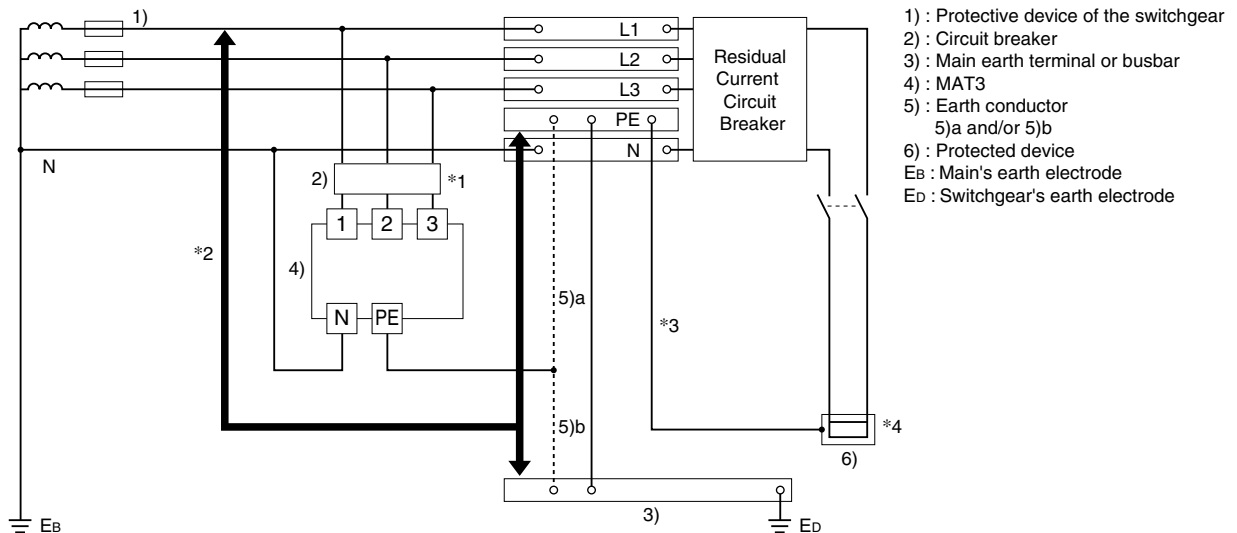 1)
L1
L2
L3
PE
N
Residual
Current
Circuit
Breaker
1) : Protective device of the switchgear
2) : Circuit breaker
3) : Main earth terminal or busbar
4) : MAT3
5) : Earth conductor
5)a and/or 5)b
6) : Protected device
EB : Main's earth electrode
ED : Switchgear's earth electrode
N
2)
*1
1 2 3
*2
4)
N PE
5)a
*3
5)b
*4
6)
3)
EB
ED